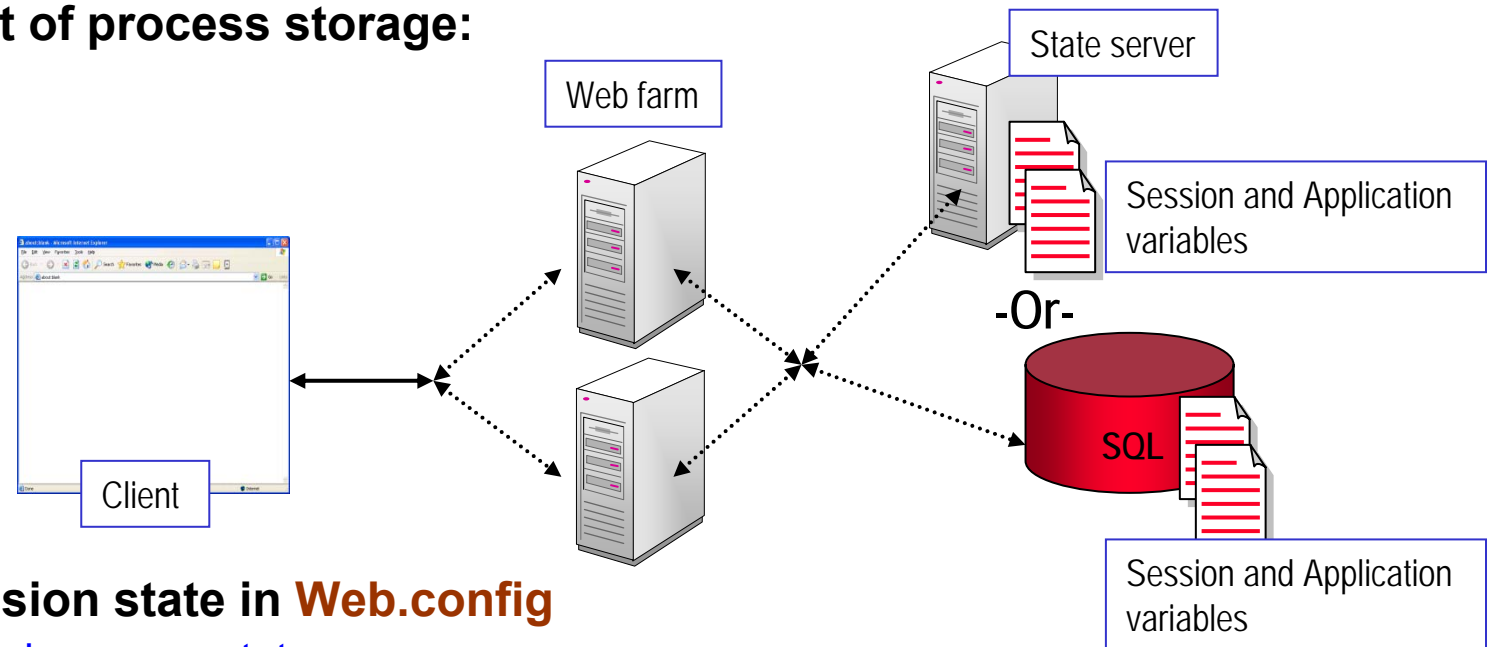 t of process storage:
State server
Web farm
Session and Application
variables
-Or-
SQL
Client
Session and Application
variables
sion state in Web.config